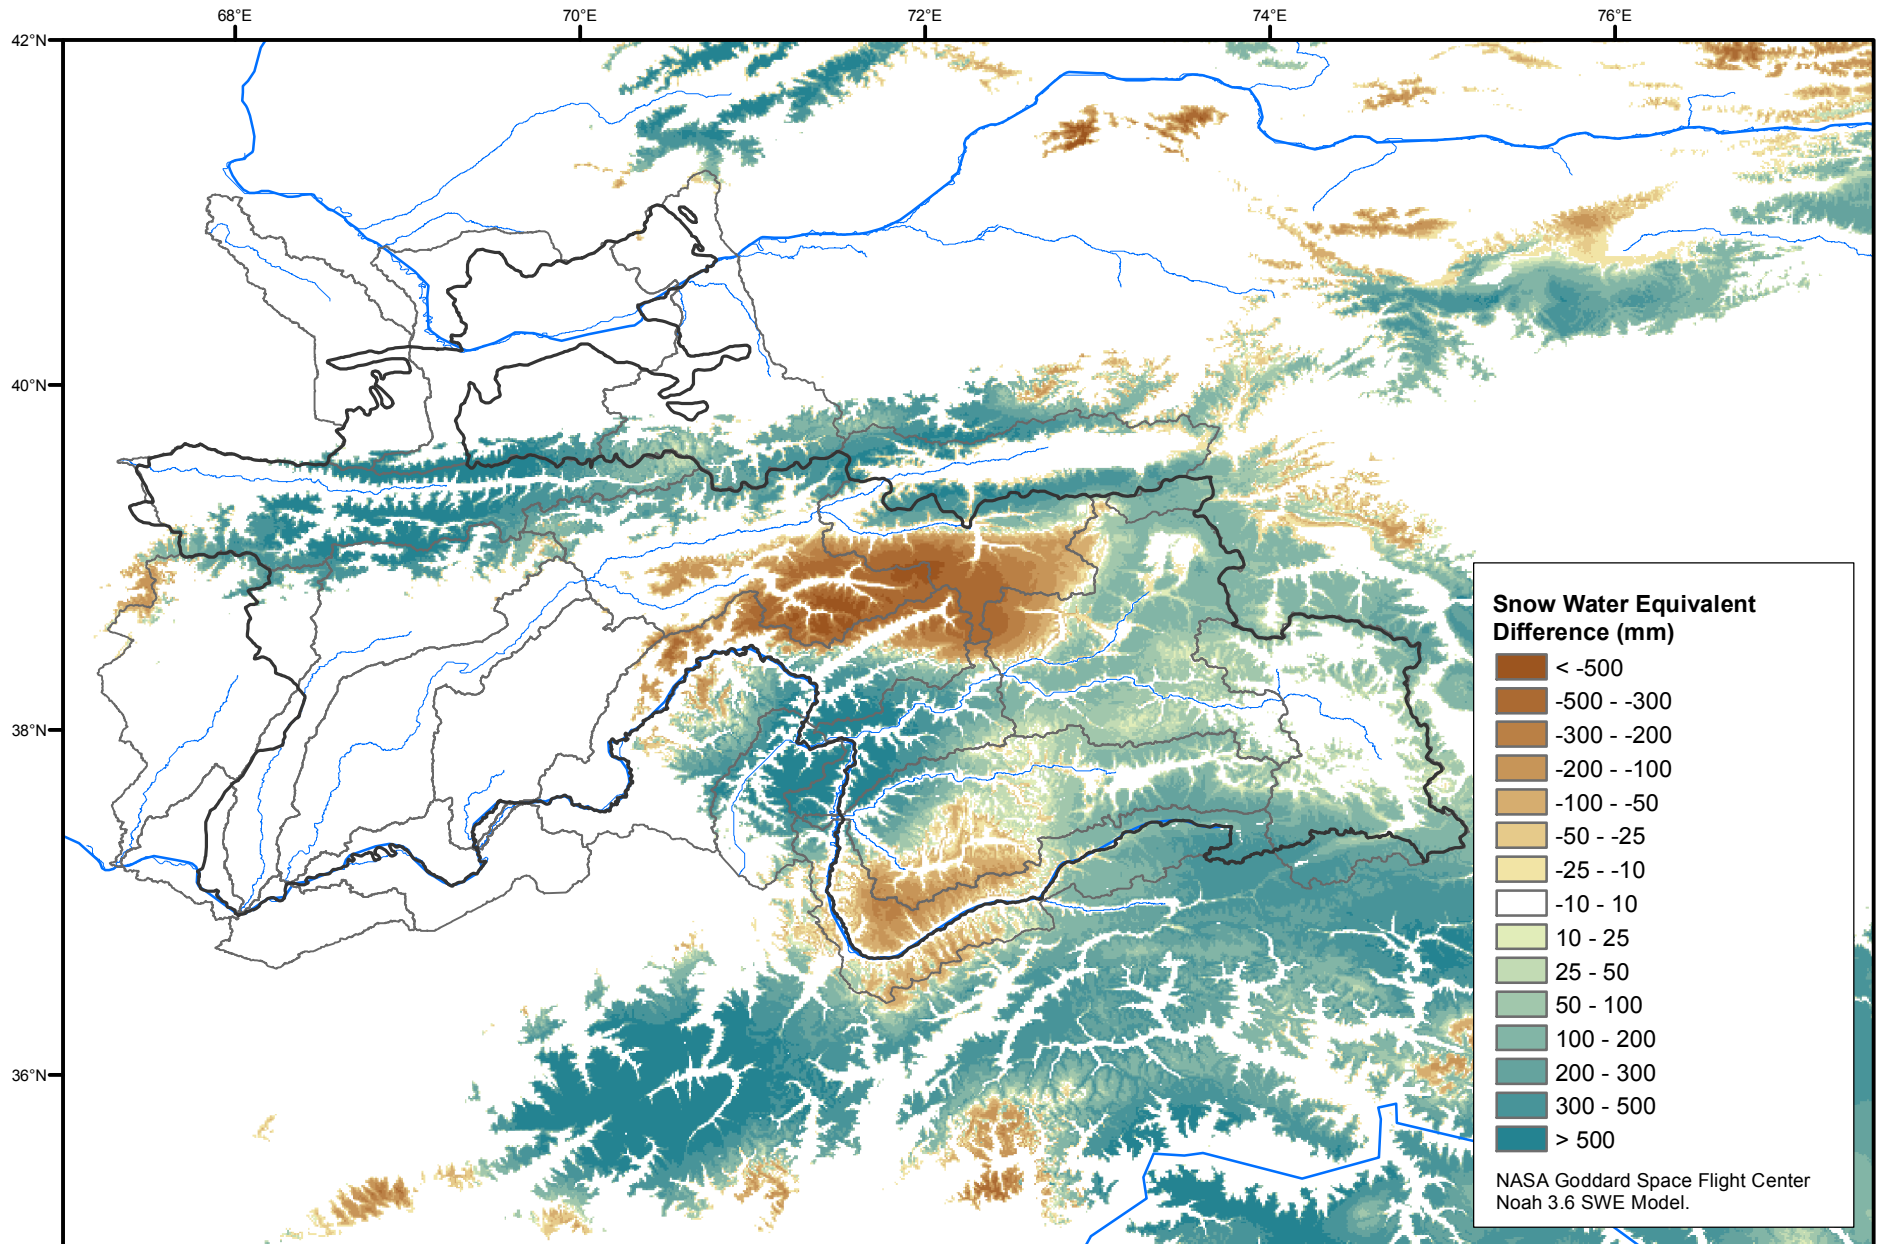 68°E
70°E
72°E
74°E
76°E
42°N
40°N
38°N
36°N
Snow Water Equivalent
Difference (mm)
< -500
-500 - -300
-300 - -200
-200 - -100
-100 - -50
-50 - -25
-25 - -10
-10 - 10
10 - 25
25 - 50
50 - 100
100 - 200
200 - 300
300 - 500
> 500
NASA Goddard Space Flight Center
Noah 3.6 SWE Model.